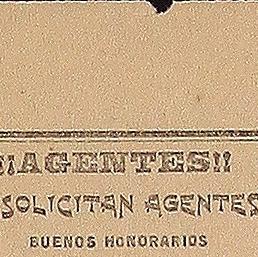 ¡¡AGENTES!!
SOLICITAN AGENTES
BUENOS HONORARIOS